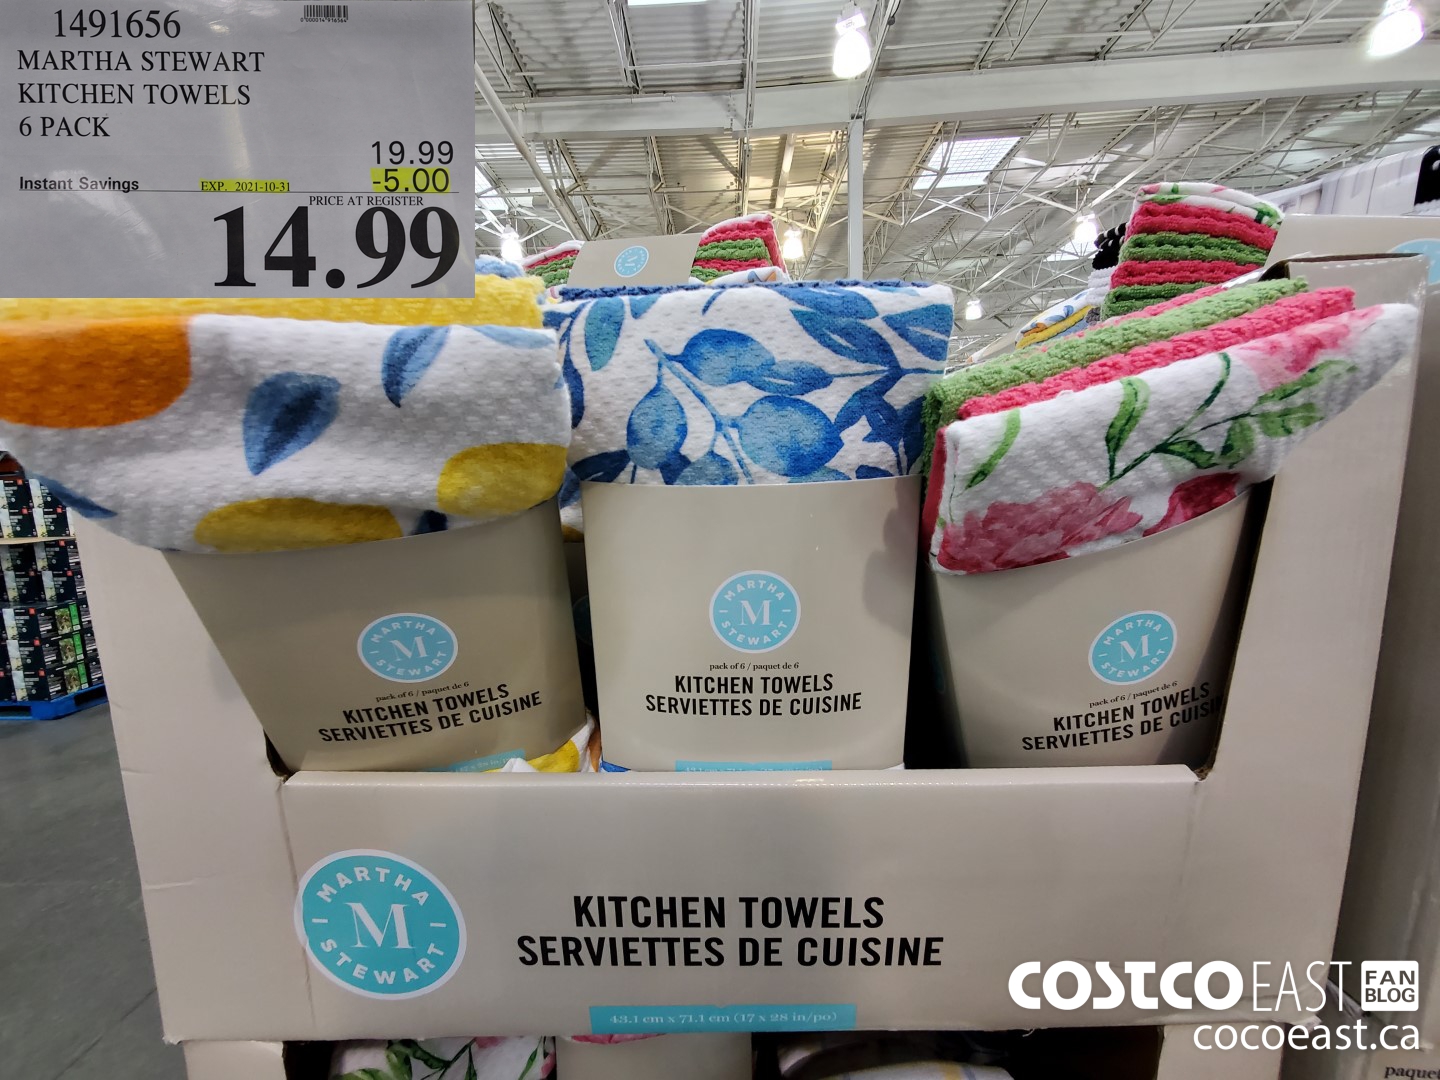 1491656
MARTHA STEWART
KITCHEN TOWELS
6 PACK
19.99
Instant Savings EXP. 2021-10-31 -5.00
PRICE AT REGISTER
14.99
M
MARTHA STEWART
M
pack of 6 / paquet de 6
KITCHEN TOWELS
SERVIETTES DE CUISINE
MARTHA STEWART
M
pack of 6 / paquet de 6
KITCHEN TOWELS
SERVIETTES DE CUISINE
MARTHA STEWART
M
pack of 6 / paquet de 6
KITCHEN TOWELS
SERVIETTES DE CUISIN
MARTHA STEWART
M
KITCHEN TOWELS
SERVIETTES DE CUISINE
43.1 cm x 71.1 cm (17 x 28 in/po)
COSTCO EAST FAN BLOG
cocoeast.ca
paquet